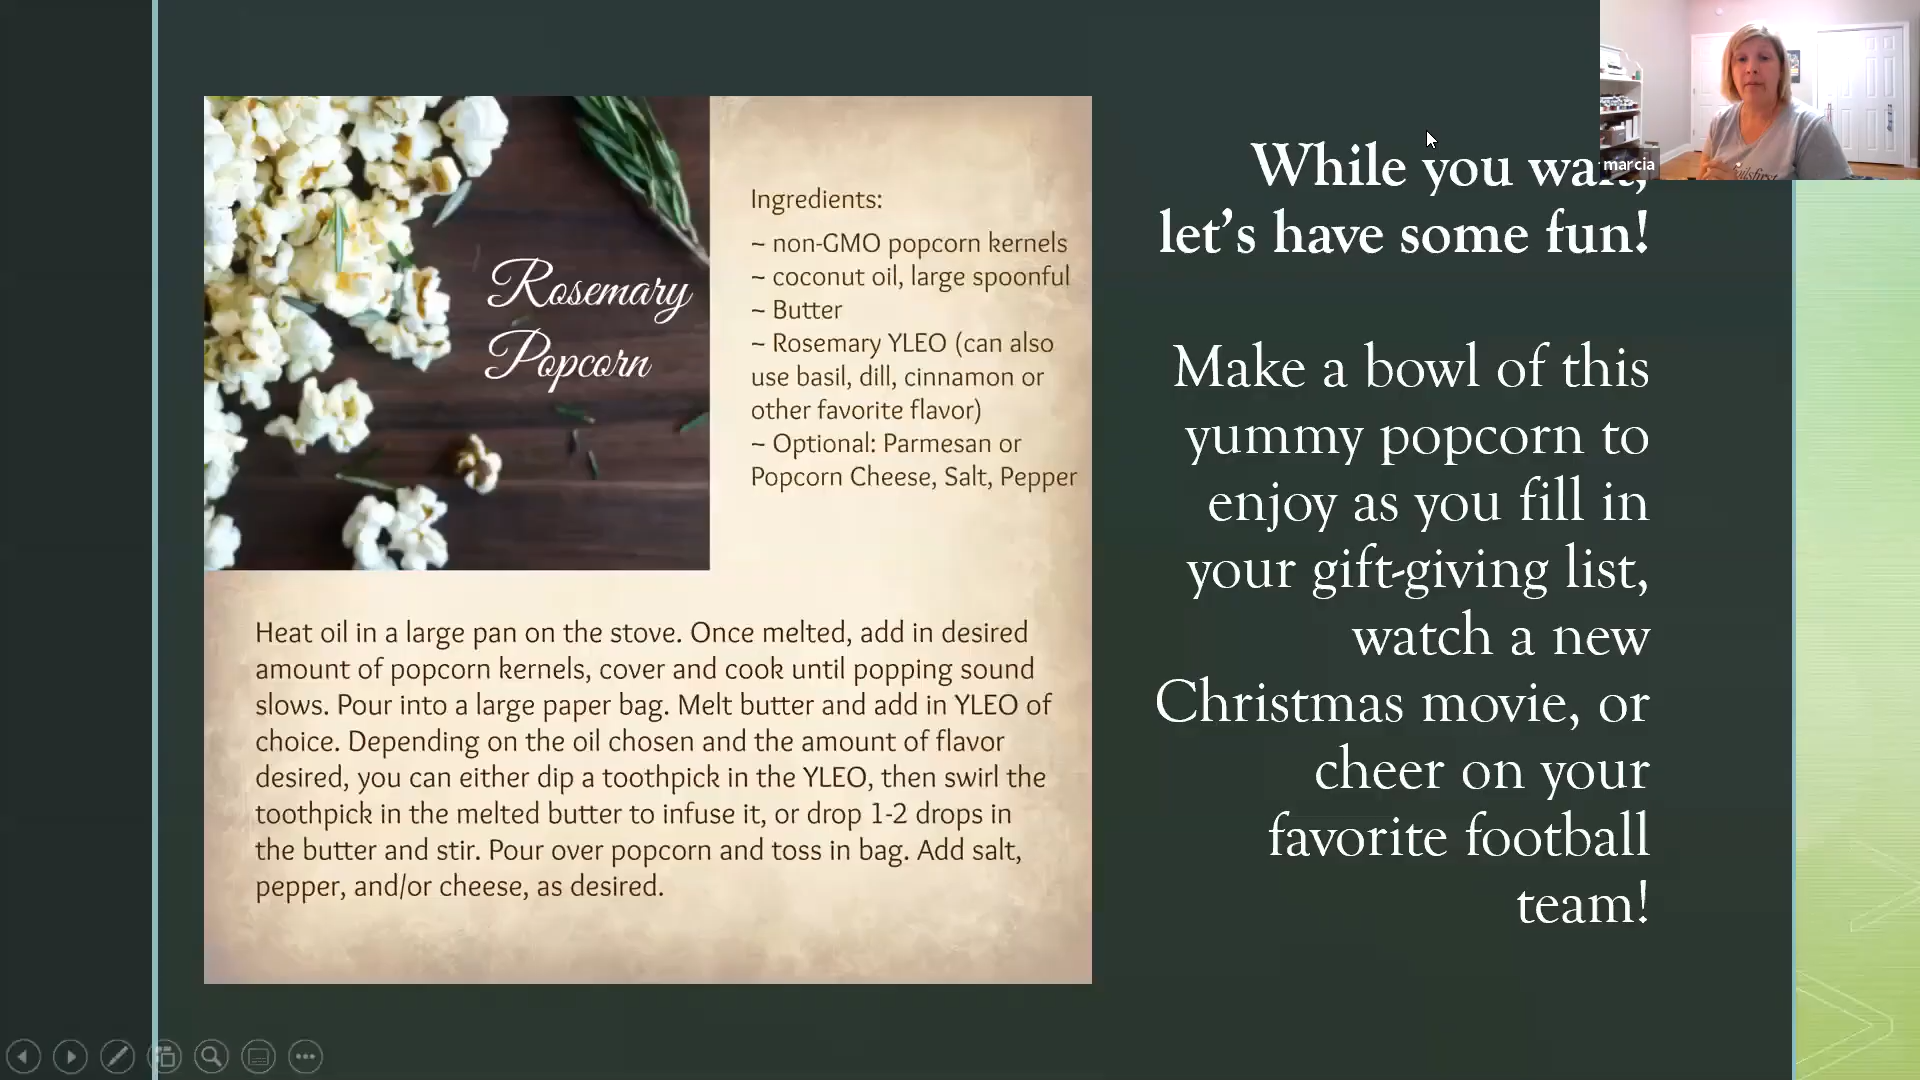 Rosemary
Popcorn
Ingredients:
~ non-GMO popcorn kernels
~ coconut oil, large spoonful
~ Butter
~ Rosemary YLEO (can also
use basil, dill, cinnamon or
other favorite flavor)
~ Optional: Parmesan or
Popcorn Cheese, Salt, Pepper
Heat oil in a large pan on the stove. Once melted, add in desired
amount of popcorn kernels, cover and cook until popping sound
slows. Pour into a large paper bag. Melt butter and add in YLEO of
choice. Depending on the oil chosen and the amount of flavor
desired, you can either dip a toothpick in the YLEO, then swirl the
toothpick in the melted butter to infuse it, or drop 1-2 drops in
the butter and stir. Pour over popcorn and toss in bag. Add salt,
pepper, and/or cheese, as desired.
While you wait,
let's have some fun!
Make a bowl of this
yummy popcorn to
enjoy as you fill in
your gift-giving list,
watch a new
Christmas movie, or
cheer on your
favorite football
team!
marcia